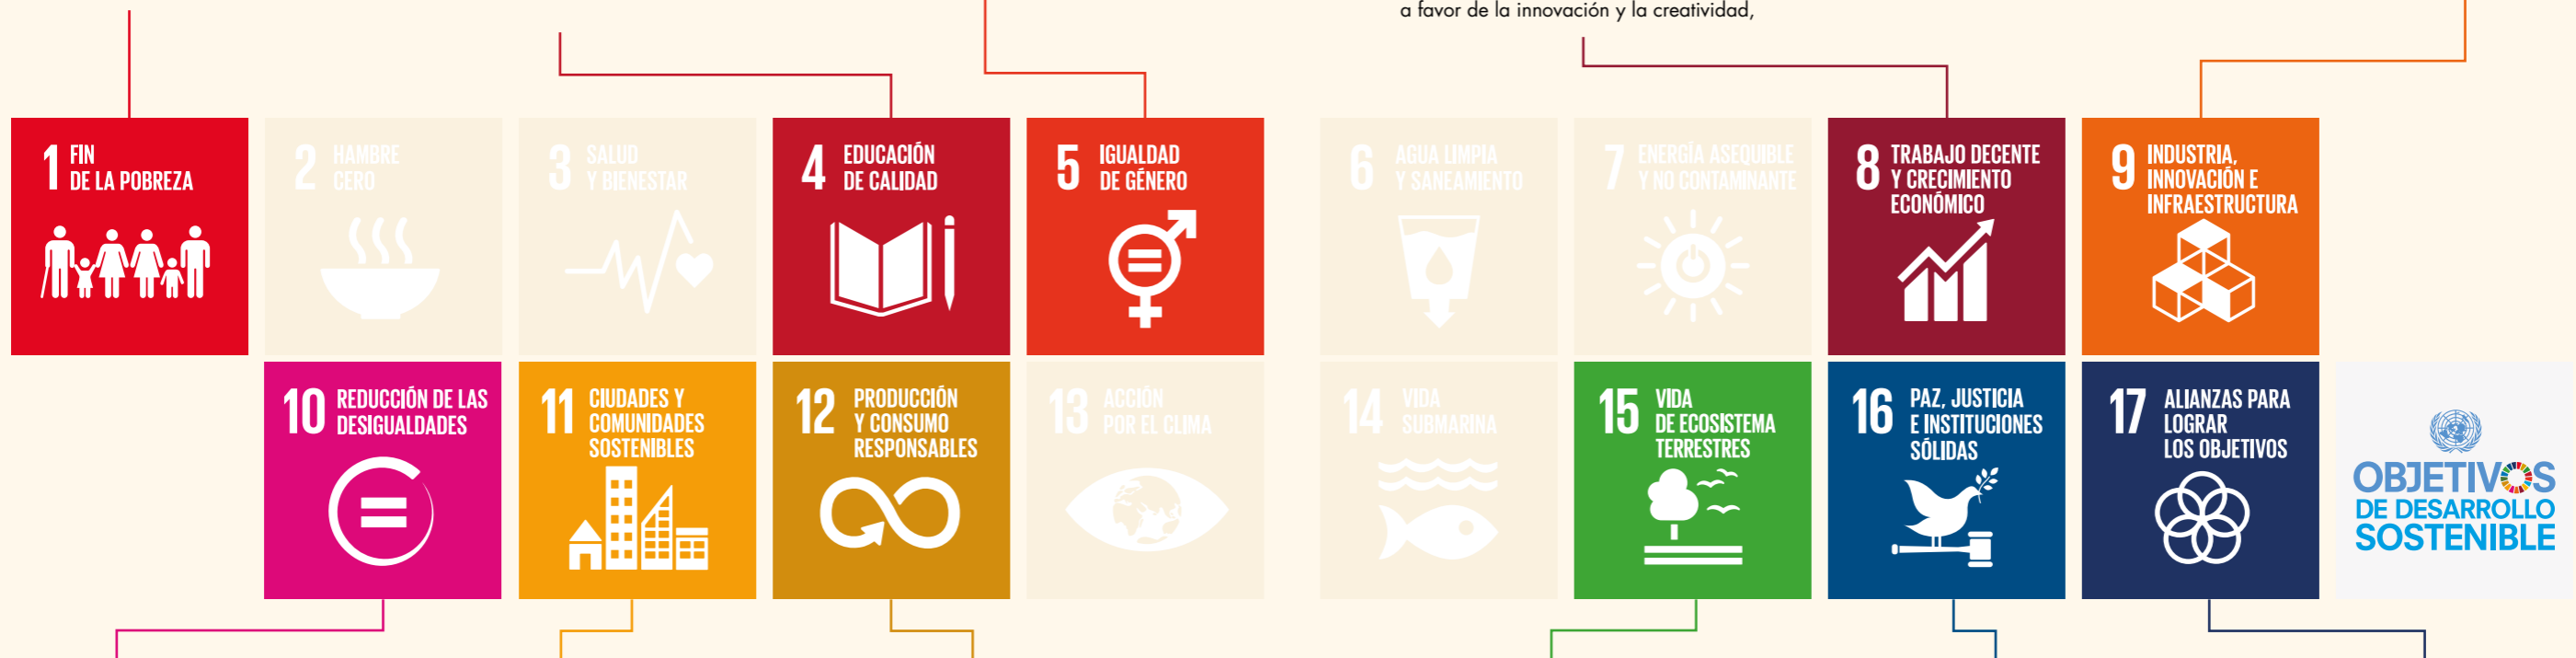 a favor de la innovación y la creatividad,
1 FIN
DE LA POBREZA
2 HAMBRE
CERO
3 SALUD
Y BIENESTAR
4 EDUCACIÓN
DE CALIDAD
5 IGUALDAD
DE GÉNERO
6 AGUA LIMPIA
Y SANEAMIENTO
7 ENERGÍA ASEQUIBLE
Y NO CONTAMINANTE
8 TRABAJO DECENTE
Y CRECIMIENTO
ECONÓMICO
9 INDUSTRIA,
INNOVACIÓN E
INFRAESTRUCTURA
10 REDUCCIÓN DE LAS
DESIGUALDADES
11 CIUDADES Y
COMUNIDADES
SOSTENIBLES
12 PRODUCCIÓN
Y CONSUMO
RESPONSABLES
13 ACCIÓN
POR EL CLIMA
14 VIDA
SUBMARINA
15 VIDA
DE ECOSISTEMA
TERRESTRES
16 PAZ, JUSTICIA
E INSTITUCIONES
SÓLIDAS
17 ALIANZAS PARA
LOGRAR
LOS OBJETIVOS
OBJETIVOS
DE DESARROLLO
SOSTENIBLE